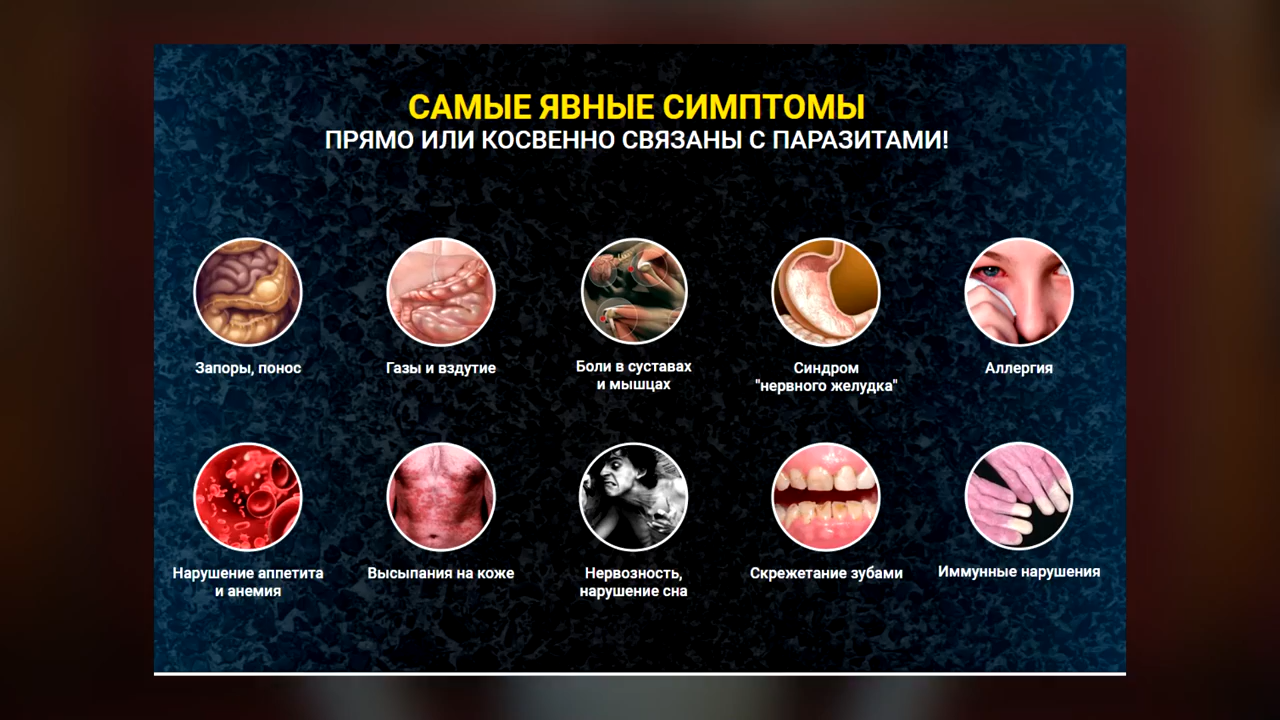 САМЫЕ ЯВНЫЕ СИМПТОМЫ
ПРЯМО ИЛИ КОСВЕННО СВЯЗАНЫ С ПАРАЗИТАМИ!
Запоры, понос
Газы и вздутие
Боли в суставах
и мышцах
Синдром
"нервного желудка"
Аллергия
Нарушение аппетита
и анемия
Высыпания на коже
Нервозность,
нарушение сна
Скрежетание зубами
Иммунные нарушения